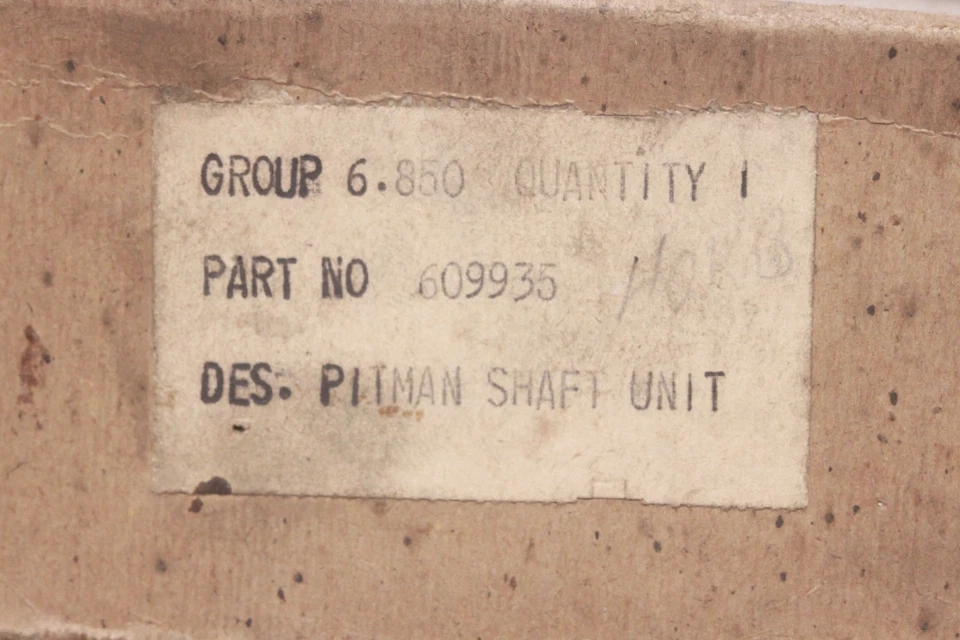 GROUP 6.850 QUANTITY 1
PART NO 609935
DES. PITMAN SHAFT UNIT